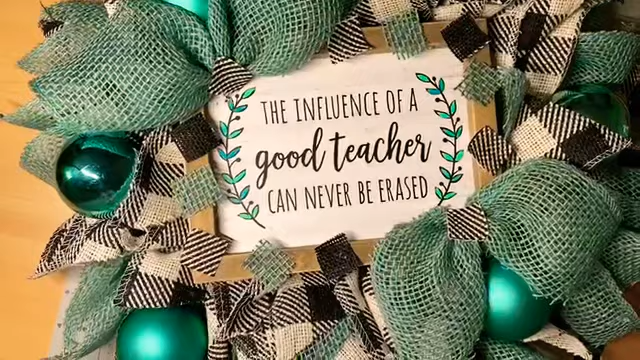 THE INFLUENCE OF A
good teacher
CAN NEVER BE ERASED